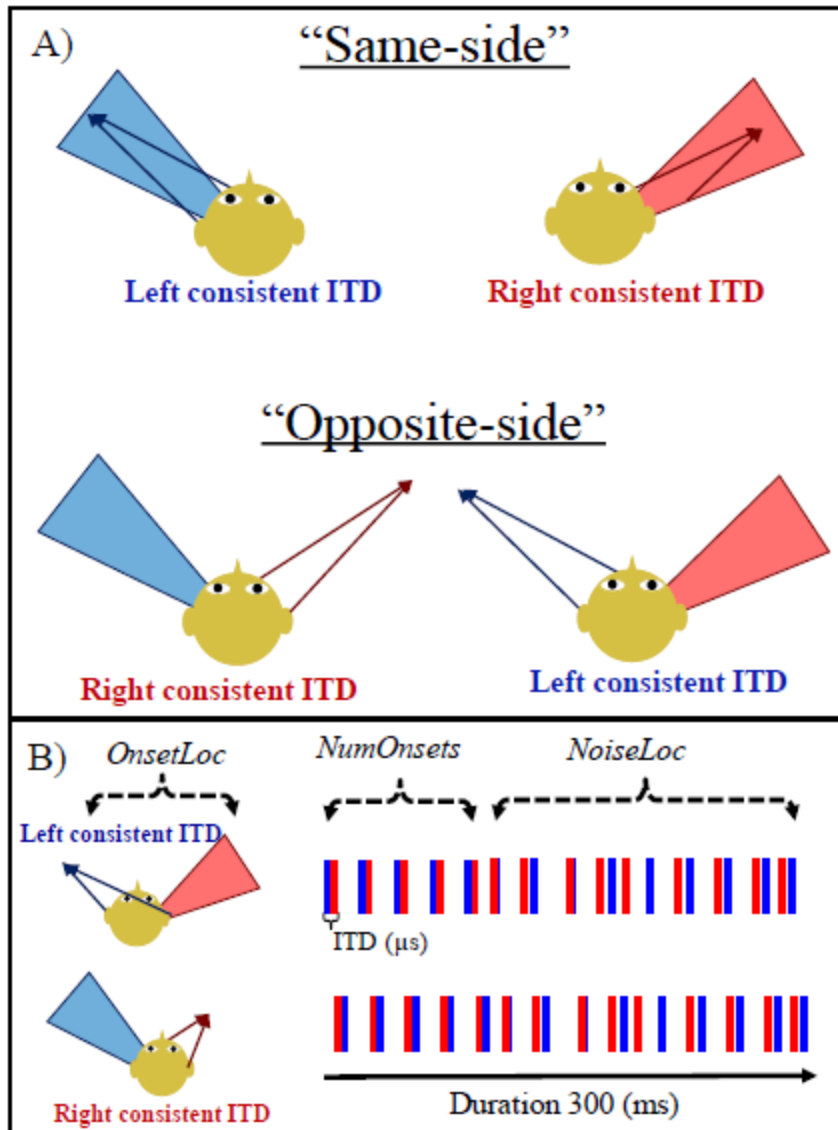 A)
“Same-side”
Left consistent ITD
Right consistent ITD
“Opposite-side”
Right consistent ITD
Left consistent ITD
B)
OnsetLoc
NumOnsets
NoiseLoc
Left consistent ITD
ITD (µs)
Right consistent ITD
Duration 300 (ms)